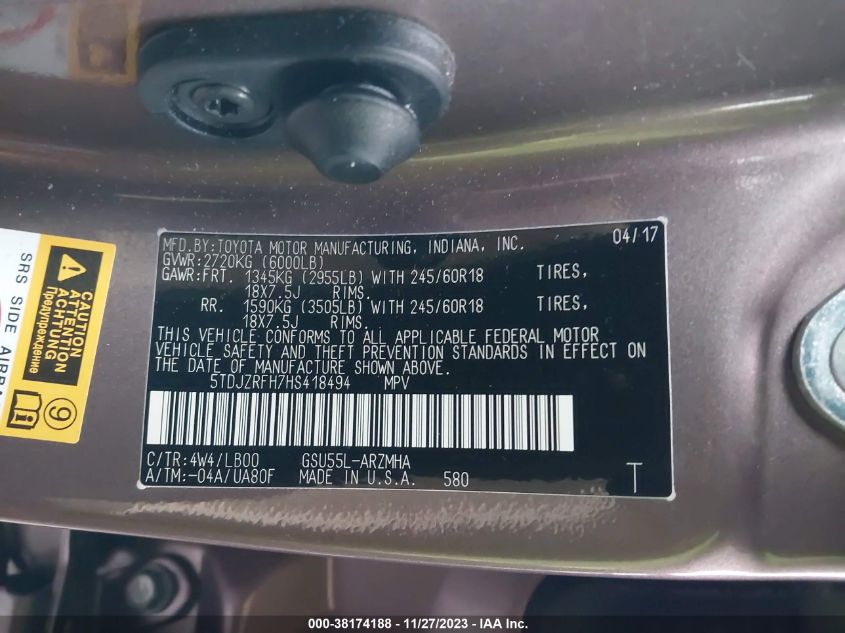 MFD.BY:TOYOTA MOTOR MANUFACTURING, INDIANA, INC. 04/17
GVWR:2720KG (6000LB)
GAWR:FRT. 1345KG (2955LB) WITH 245/60R18 TIRES,
18X7.5J RIMS.
RR. 1590KG (3505LB) WITH 245/60R18 TIRES,
18X7.5J RIMS.
THIS VEHICLE CONFORMS TO ALL APPLICABLE FEDERAL MOTOR
VEHICLE SAFETY AND THEFT PREVENTION STANDARDS IN EFFECT ON
THE DATE OF MANUFACTURE SHOWN ABOVE.
5TDJZRFH7HS418494 MPV
C/TR:4W4/LB00 GSU55L-ARZMHA
A/TM:-04A/UA80F MADE IN U.S.A. 580 T
SRS SIDE AIRBA
CAUTION
ATTENTION
ACHTUNG
Предупреждение
9
000-38174188 — 11/27/2023 — IAA Inc.